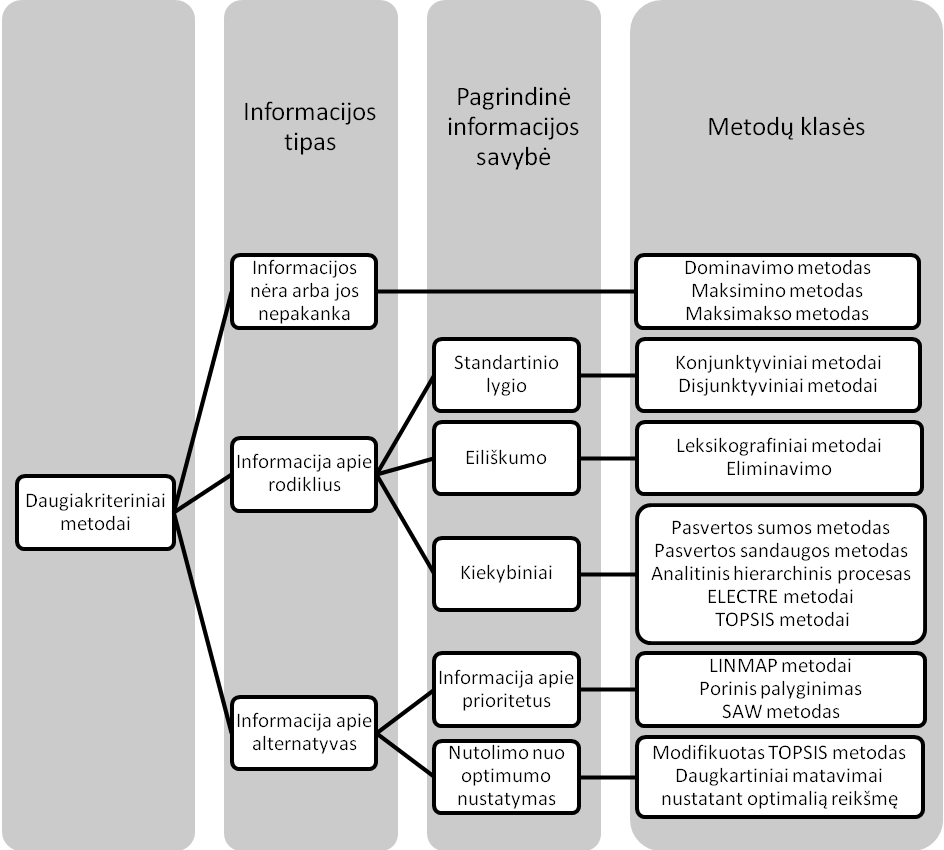 Informacijos
tipas
Pagrindinė
informacijos
savybė
Metodų klasės
Daugiakriteriniai
metodai
Informacijos
nėra arba jos
nepakanka
Dominavimo metodas
Maksimino metodas
Maksimakso metodas
Informacija apie
rodiklius
Standartinio
lygio
Konjunktyviniai metodai
Disjunktyviniai metodai
Eiliškumo
Leksikografiniai metodai
Eliminavimo
Kiekybiniai
Pasvertos sumos metodas
Pasvertos sandaugos metodas
Analitinis hierarchinis procesas
ELECTRE metodai
TOPSIS metodai
Informacija apie
alternatyvas
Informacija apie
prioritetus
LINMAP metodai
Porinis palyginimas
SAW metodas
Nutolimo nuo
optimumo
nustatymas
Modifikuotas TOPSIS metodas
Daugkartiniai matavimai
nustatant optimalią reikšmę